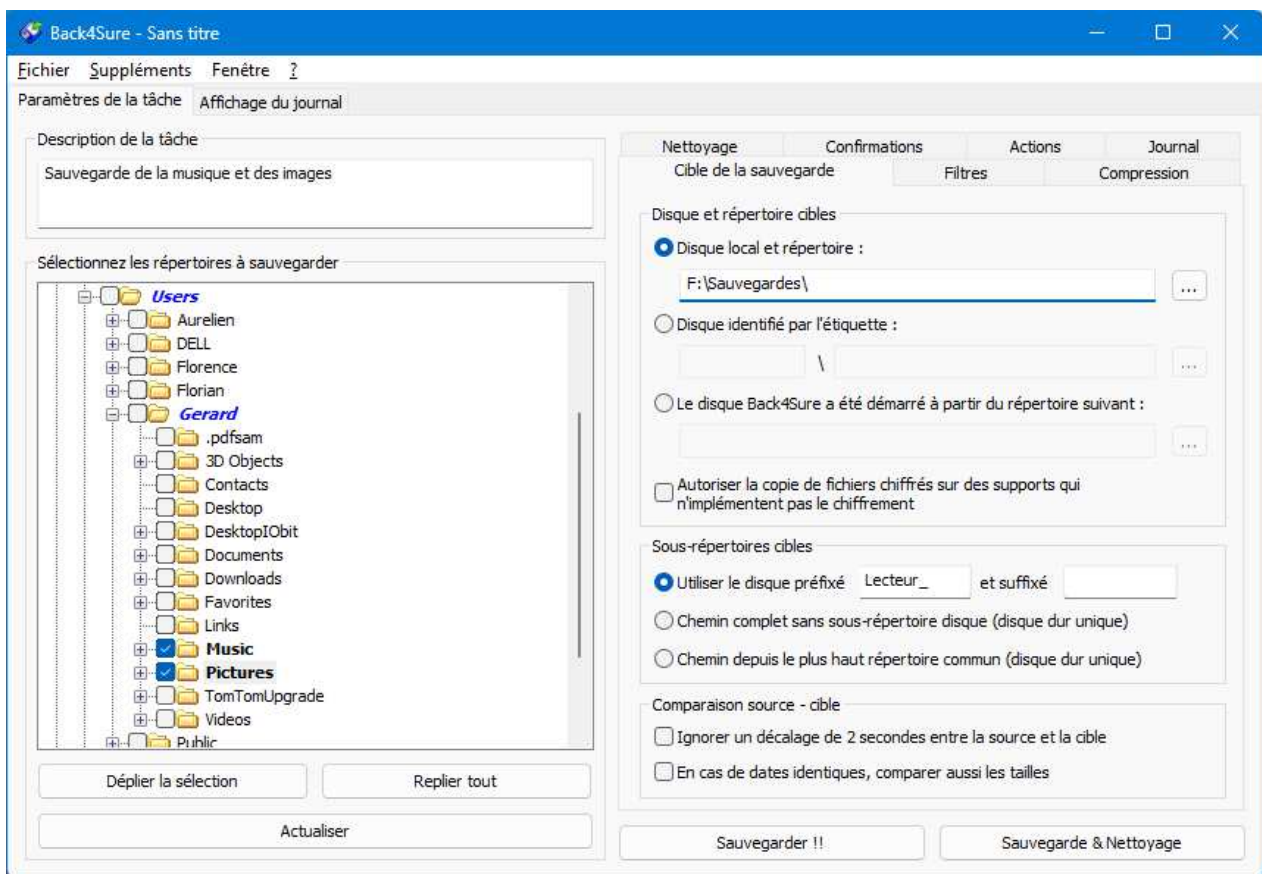 Back4Sure - Sans titre
Fichier Suppléments Fenêtre ?
Paramètres de la tâche Affichage du journal
Description de la tâche
Sauvegarde de la musique et des images
Sélectionnez les répertoires à sauvegarder
Users
Aurelien
DELL
Florence
Florian
Gerard
.pdfsam
3D Objects
Contacts
Desktop
DesktopIObit
Documents
Downloads
Favorites
Links
Music
Pictures
TomTomUpgrade
Videos
Public
Déplier la sélection Replier tout
Actualiser
Nettoyage Confirmations Actions Journal
Cible de la sauvegarde Filtres Compression
Disque et répertoire cibles
Disque local et répertoire :
F:\Sauvegardes\ ...
Disque identifié par l'étiquette :
\ ...
Le disque Back4Sure a été démarré à partir du répertoire suivant :
...
Autoriser la copie de fichiers chiffrés sur des supports qui
n'implémentent pas le chiffrement
Sous-répertoires cibles
Utiliser le disque préfixé Lecteur_ et suffixé
Chemin complet sans sous-répertoire disque (disque dur unique)
Chemin depuis le plus haut répertoire commun (disque dur unique)
Comparaison source - cible
Ignorer un décalage de 2 secondes entre la source et la cible
En cas de dates identiques, comparer aussi les tailles
Sauvegarder !! Sauvegarde & Nettoyage